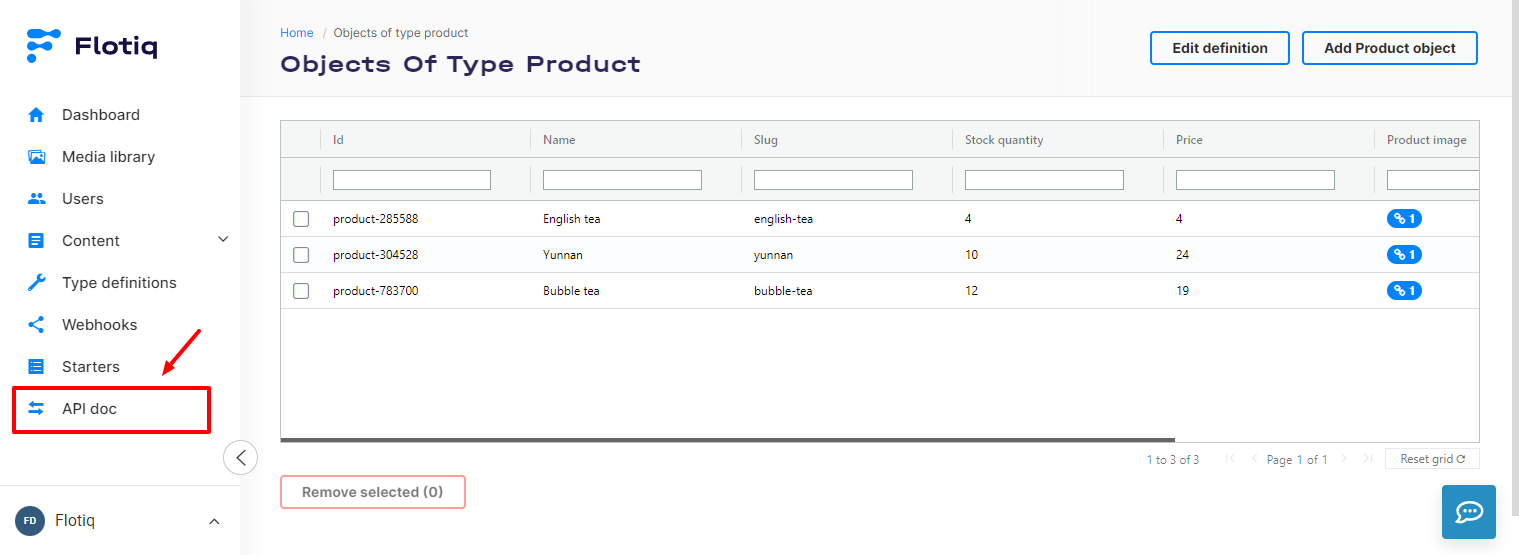 Flotiq
Dashboard
Media library
Users
Content
Type definitions
Webhooks
Starters
API doc
FD Flotiq
Home / Objects of type product
Objects Of Type Product
Edit definition
Add Product object
Id Name Slug Stock quantity Price Product image
product-285588 English tea english-tea 4 4 1
product-304528 Yunnan yunnan 10 24 1
product-783700 Bubble tea bubble-tea 12 19 1
1 to 3 of 3 Page 1 of 1 Reset grid
Remove selected (0)